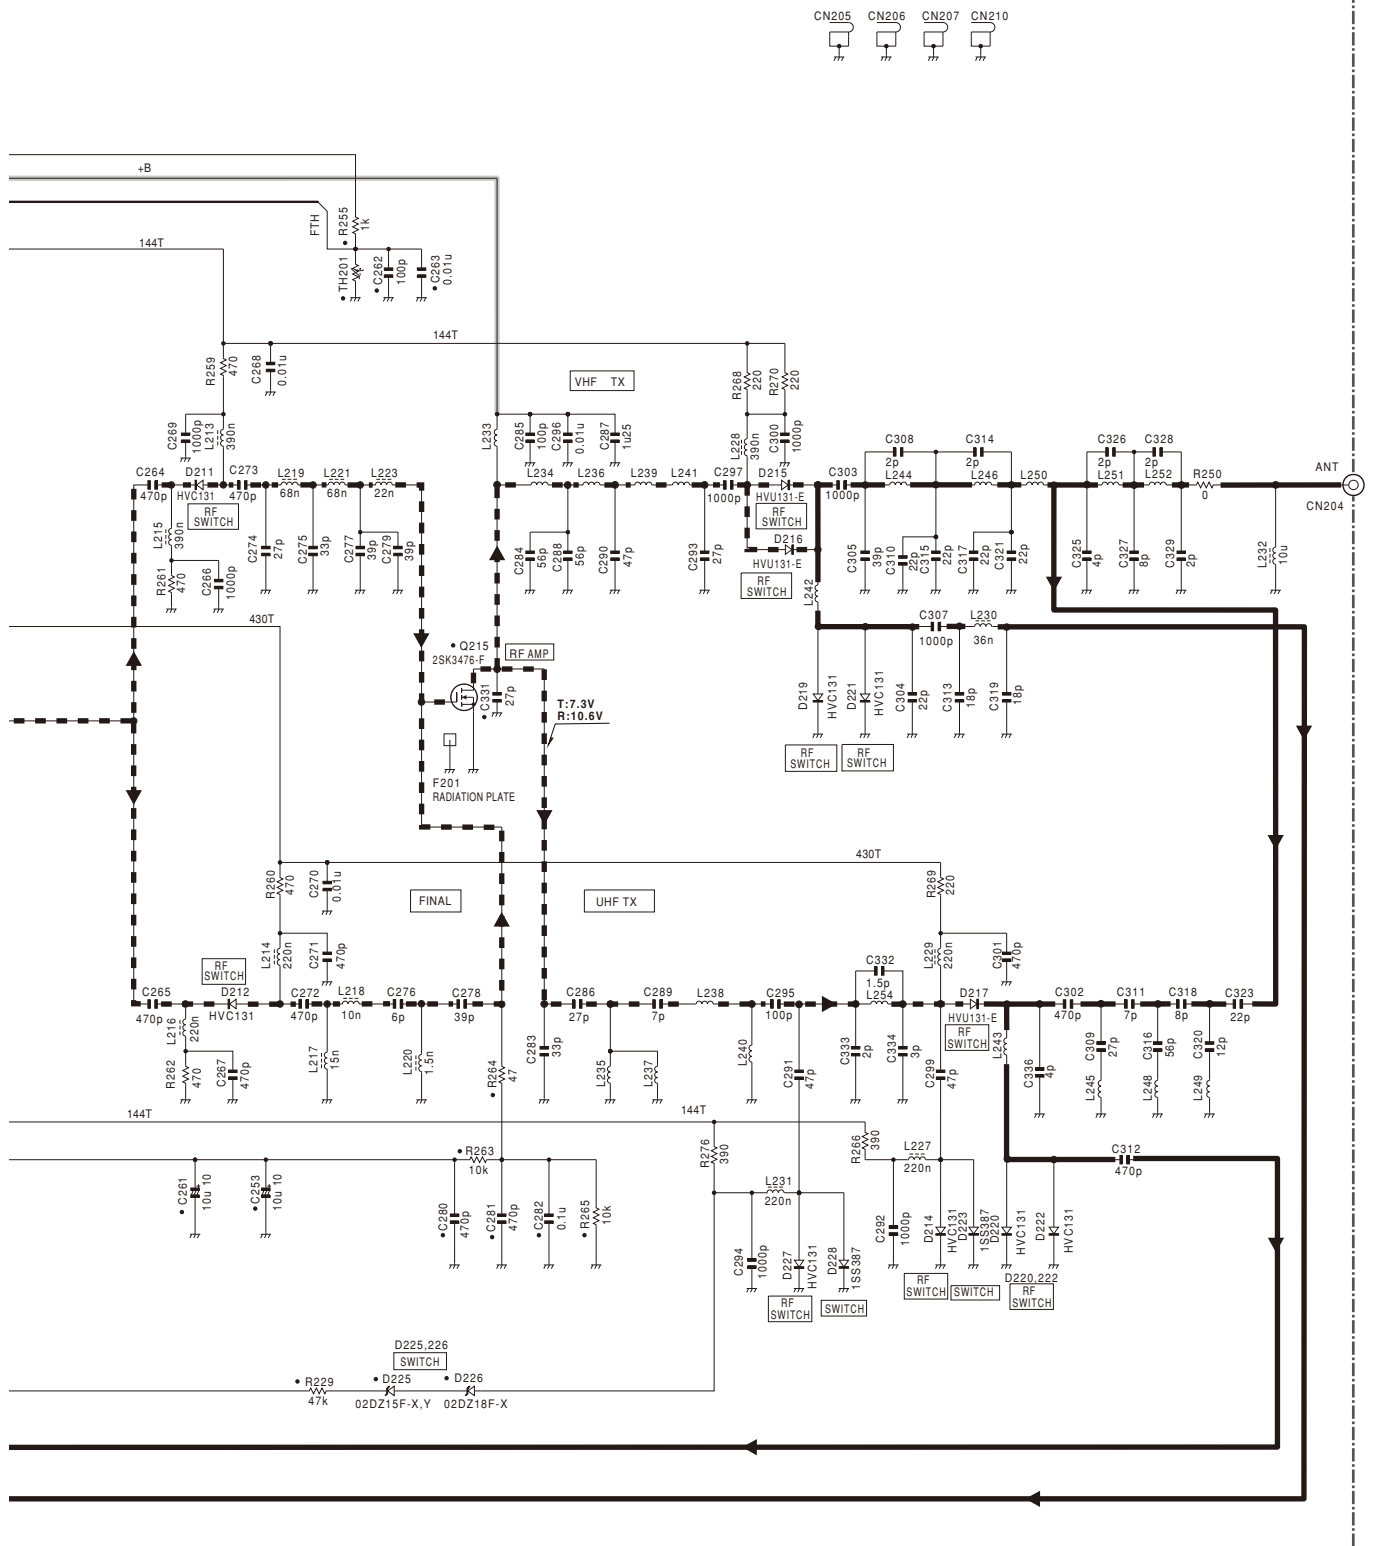 CN205 CN206 CN207 CN210
+B
FTH
R255
1k
144T
TH201
C262
100p
C263
0.01u
144T
R259
470
C268
0.01u
VHF TX
R268
220
R270
220
C269
1000p
L213
390n
L233
C285
100p
C296
0.01u
C287
1u25
L228
390n
C300
1000p
C308
2p
C314
2p
C326
2p
C328
2p
ANT
C264
470p
D211
HVC131
C273
470p
L219
68n
L221
68n
L223
22n
L234
L236
L239
L241
C297
1000p
D215
HVU131-E
C303
1000p
L244
L246
L250
L251
L252
R250
0
CN204
RF
SWITCH
RF
SWITCH
L215
390n
C274
27p
C275
33p
C277
39p
C279
39p
C284
56p
C288
56p
C290
47p
C293
27p
D216
HVU131-E
RF
SWITCH
C305
39p
C310
22p
C315
22p
C317
22p
C321
22p
C325
4p
C327
8p
C329
2p
L232
10u
R261
470
C266
1000p
L242
430T
C307
1000p
L230
36n
Q215
2SK3476-F
RF AMP
C331
27p
T:7.3V
R:10.6V
D219
HVC131
D221
HVC131
C304
22p
C313
18p
C319
18p
RF
SWITCH
RF
SWITCH
F201
RADIATION PLATE
430T
R260
470
C270
0.01u
FINAL
UHF TX
R269
220
L214
220n
C271
470p
RF
SWITCH
L229
220n
C301
470p
C332
1.5p
C265
470p
D212
HVC131
C272
470p
L218
10n
C276
6p
C278
39p
C286
27p
C289
7p
L238
C295
100p
L254
D217
HVU131-E
RF
SWITCH
C302
470p
C311
7p
C318
8p
C323
22p
L216
220n
R262
470
C267
470p
L217
15n
L220
1.5n
R264
47
C283
33p
L235
L237
L240
C291
47p
C333
2p
C334
3p
C299
47p
L243
C336
4p
C309
27p
L245
C316
56p
L248
C320
12p
L249
144T
144T
R276
390
R266
390
L227
220n
C312
470p
R263
10k
C261
10u 10
C253
10u 10
C280
470p
C281
470p
C282
0.1u
R265
10k
L231
220n
C294
1000p
D227
HVC131
D228
1SS387
C292
1000p
D214
HVC131
D223
1SS387
D220
HVC131
D222
HVC131
RF
SWITCH
SWITCH
RF
SWITCH
SWITCH
D220,222
RF
SWITCH
D225,226
SWITCH
R229
47k
D225
02DZ15F-X,Y
D226
02DZ18F-X